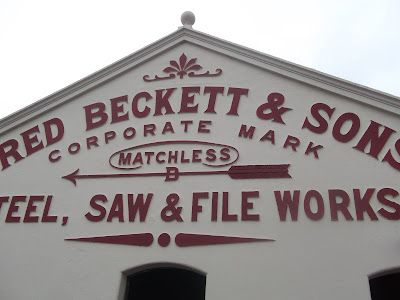 RED BECKETT & SONS
CORPORATE MARK
MATCHLESS
B
TEEL, SAW & FILE WORKS